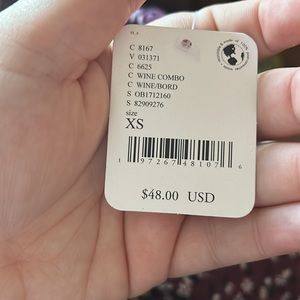 C 8167
V 031371
C 6625
C WINE COMBO
C WINE/BORD
S OB1712160
S 82909276
size
XS
1 97267 48107 6
$48.00 USD